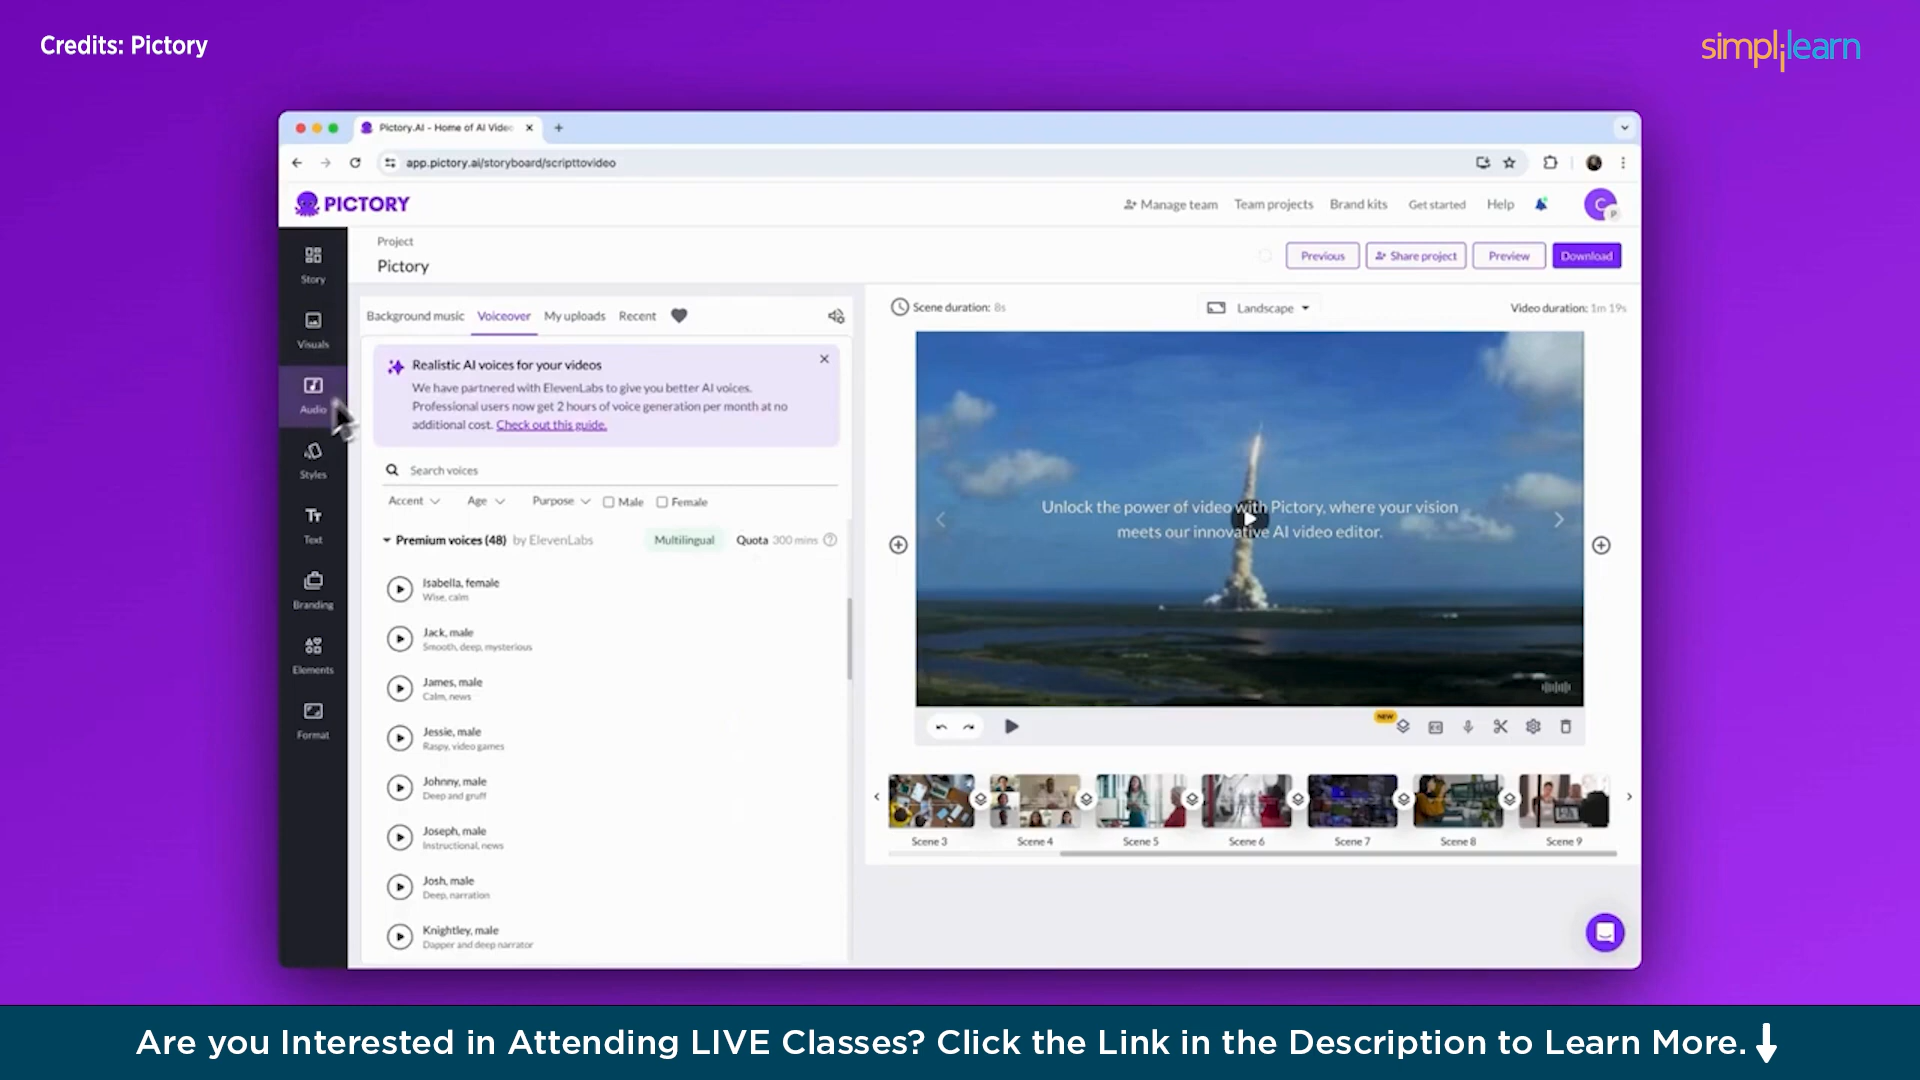 Credits: Pictory
simplilearn
Pictory.AI - Home of AI Video
app.pictory.ai/storyboard/scripttovideo
PICTORY
Manage team
Team projects
Brand kits
Get started
Help
C
P
Story
Visuals
Audio
Styles
Text
Branding
Elements
Format
Project
Pictory
Previous
Share project
Preview
Download
Background music
Voiceover
My uploads
Recent
Realistic AI voices for your videos
We have partnered with ElevenLabs to give you better AI voices.
Professional users now get 2 hours of voice generation per month at no
additional cost. Check out this guide.
Search voices
Accent
Age
Purpose
Male
Female
Premium voices (48) by ElevenLabs
Multilingual
Quota 300 mins
Isabella, female
Wise, calm
Jack, male
Smooth, deep, mysterious
James, male
Calm, news
Jessie, male
Raspy, video games
Johnny, male
Deep and gruff
Joseph, male
Instructional, news
Josh, male
Deep, narration
Knightley, male
Dapper and deep narrator
Scene duration: 8s
Landscape
Video duration: 1m 19s
Unlock the power of video with Pictory, where your vision
meets our innovative AI video editor.
NEW
Scene 3
Scene 4
Scene 5
Scene 6
Scene 7
Scene 8
Scene 9
Are you Interested in Attending LIVE Classes? Click the Link in the Description to Learn More.